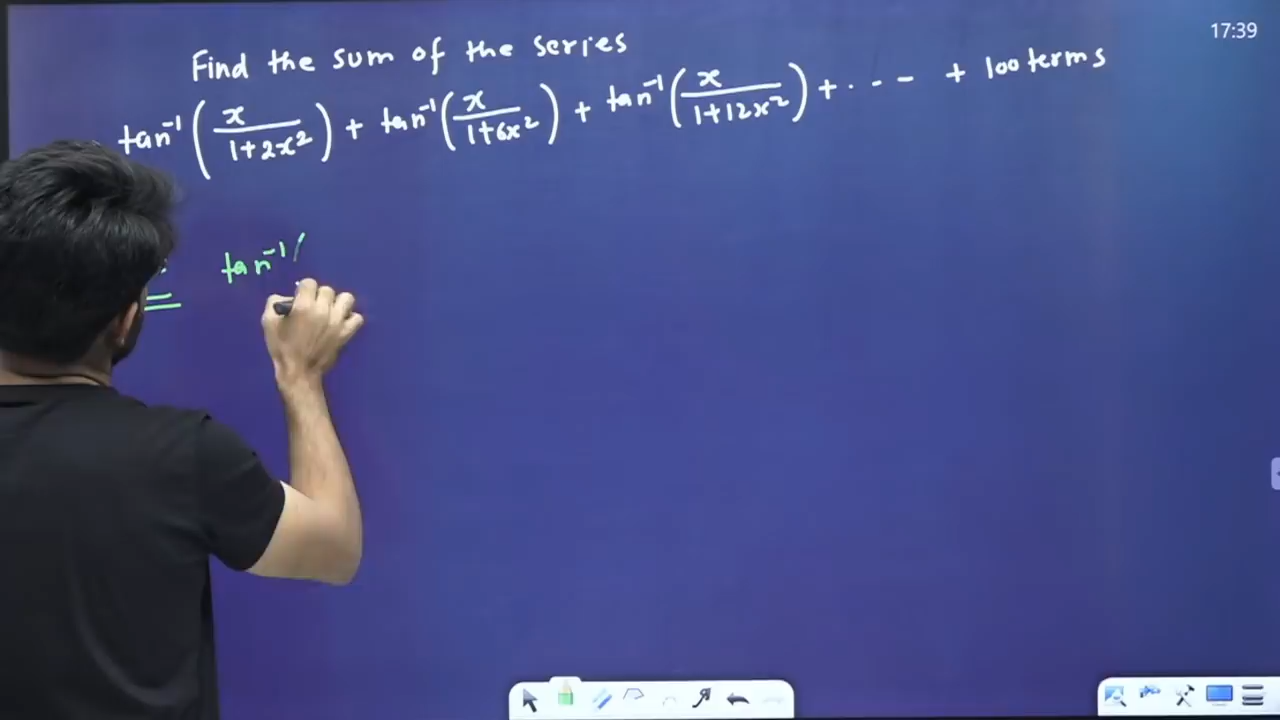 17:39
Find the sum of the series
tan⁻¹(x/(1+2x²)) + tan⁻¹(x/(1+6x²)) + tan⁻¹(x/(1+12x²)) + . - - + 100 terms
tan⁻¹(